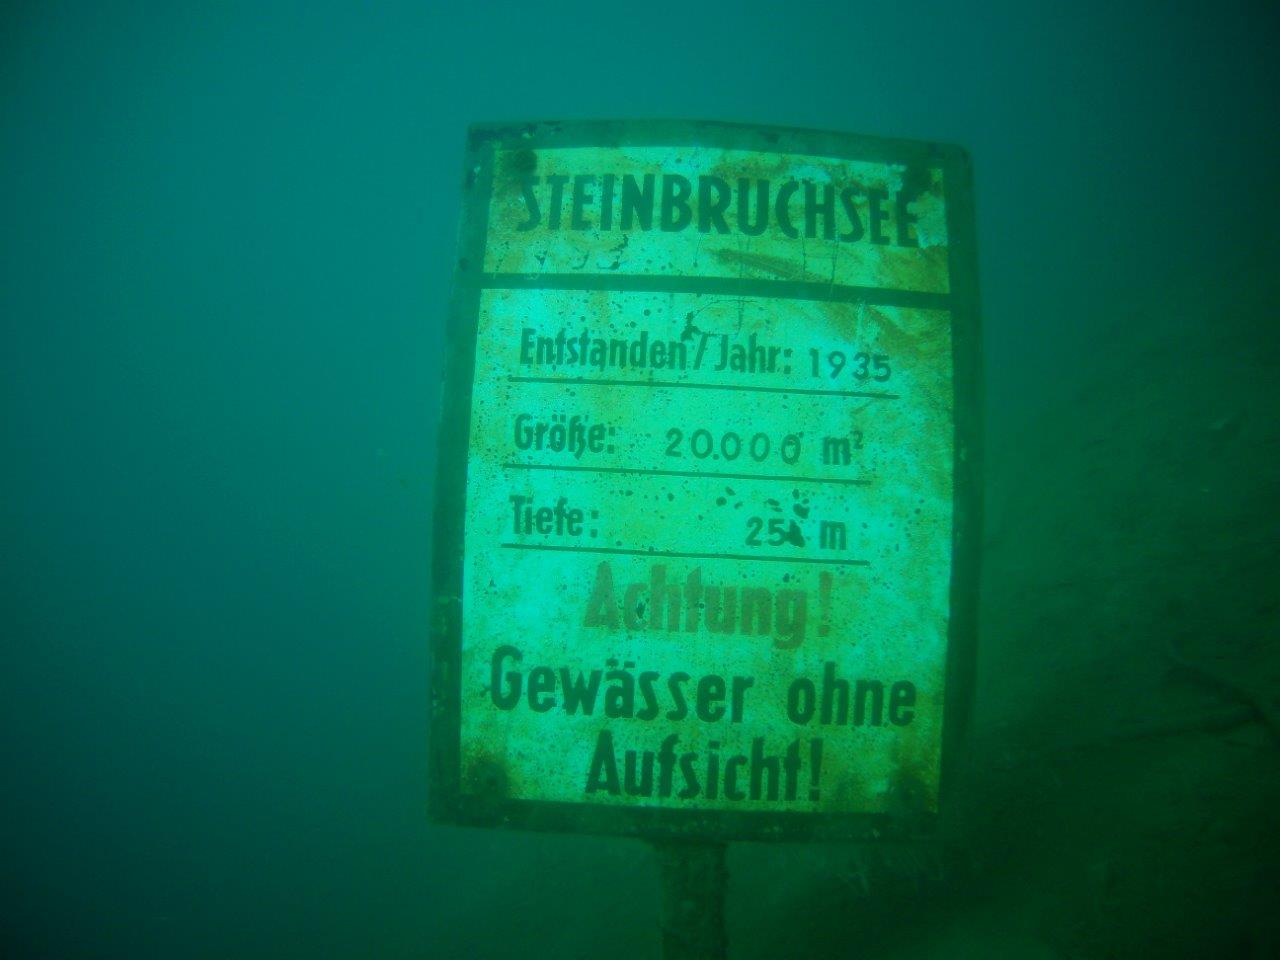 STEINBRUCHSEE
Entstanden/Jahr: 1935
Größe: 20.000 m²
Tiefe: 25 m
Achtung!
Gewässer ohne
Aufsicht!